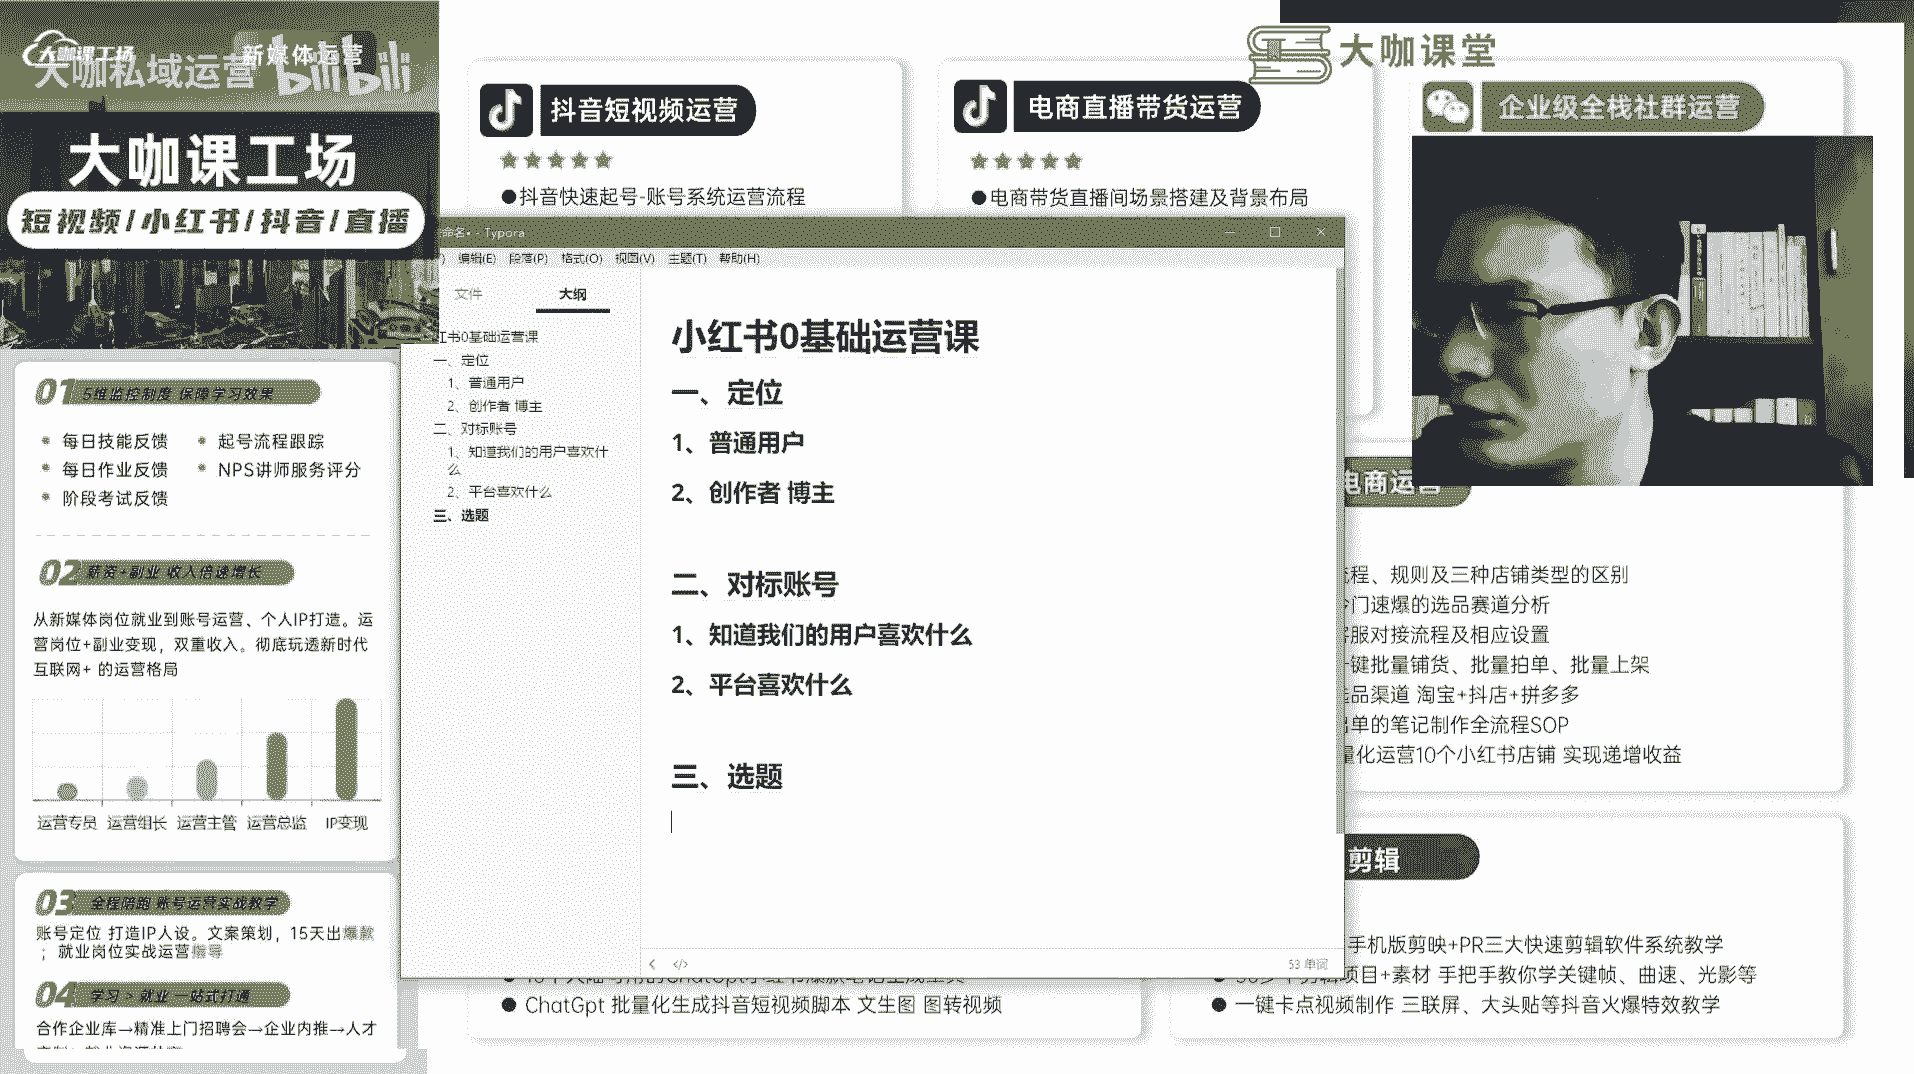 大咖课工场
新媒体运营
大咖私域运营
bilibili
大咖课工场
短视频/小红书/抖音/直播
01 5维监控制度 保障学习效果
每日技能反馈
起号流程跟踪
每日作业反馈
NPS讲师服务评分
阶段考试反馈
02 薪资+副业 收入倍速增长
从新媒体岗位就业到账号运营、个人IP打造。运
营岗位+副业变现，双重收入。彻底玩透新时代
互联网+ 的运营格局
运营专员 运营组长 运营主管 运营总监 IP变现
03 全程陪跑 账号运营实战教学
账号定位 打造IP人设。文案策划，15天出爆款
；就业岗位实战运营指导
04 学习 > 就业 一站式打通
合作企业库→精准上门招聘会→企业内推→人才
抖音短视频运营
●抖音快速起号-账号系统运营流程
电商直播带货运营
●电商带货直播间场景搭建及背景布局
大咖课堂
企业级全栈社群运营
命名• - Typora
编辑(E) 段落(P) 格式(O) 视图(V) 主题(T) 帮助(H)
文件
大纲
红书0基础运营课
一、定位
1、普通用户
2、创作者 博主
二、对标账号
1、知道我们的用户喜欢什
么
2、平台喜欢什么
三、选题
小红书0基础运营课
一、定位
1、普通用户
2、创作者 博主
二、对标账号
1、知道我们的用户喜欢什么
2、平台喜欢什么
三、选题
53 单词
电商运营
流程、规则及三种店铺类型的区别
冷门速爆的选品赛道分析
客服对接流程及相应设置
一键批量铺货、批量拍单、批量上架
选品渠道 淘宝+抖店+拼多多
出单的笔记制作全流程SOP
量化运营10个小红书店铺 实现递增收益
剪辑
手机版剪映+PR三大快速剪辑软件系统教学
项目+素材 手把手教你学关键帧、曲速、光影等
● 一键卡点视频制作 三联屏、大头贴等抖音火爆特效教学
● ChatGpt 批量化生成抖音短视频脚本 文生图 图转视频